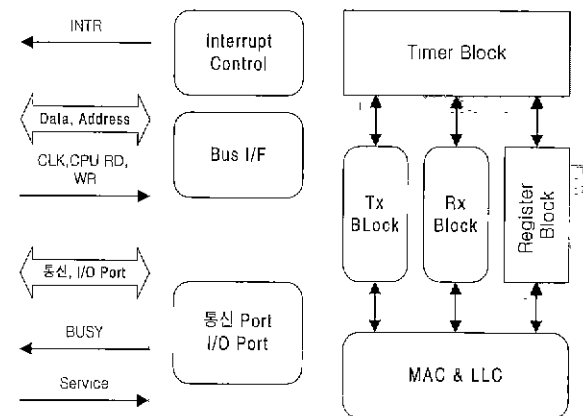 INTR
Interrupt
Control
Timer Block
Data, Address
CLK,CPU RD,
WR
Bus I/F
Tx
BLock
Rx
Block
Register
Block
통신, I/O Port
BUSY
Service
통신 Port
I/O Port
MAC & LLC